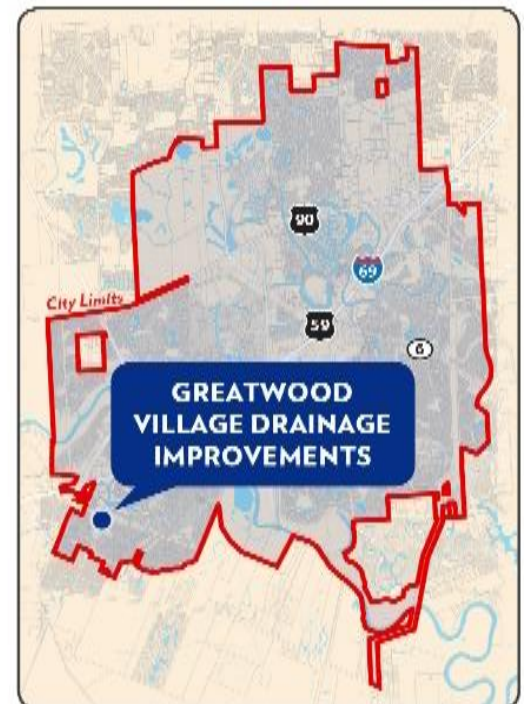 90
69
City Limits
59
6
GREATWOOD
VILLAGE DRAINAGE
IMPROVEMENTS